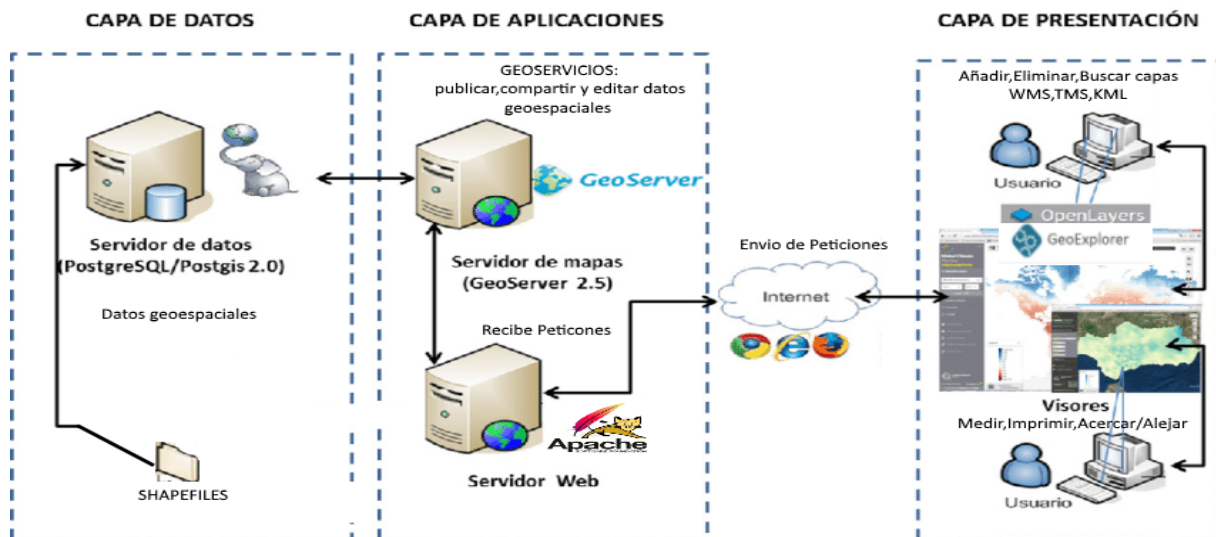 CAPA DE DATOS
CAPA DE APLICACIONES
CAPA DE PRESENTACIÓN
Servidor de datos
(PostgreSQL/Postgis 2.0)
Datos geoespaciales
SHAPEFILES
GEOSERVICIOS:
publicar,compartir y editar datos
geoespaciales
GeoServer
Servidor de mapas
(GeoServer 2.5)
Recibe Peticones
Apache
Servidor Web
Envio de Peticiones
Internet
Añadir,Eliminar,Buscar capas
WMS,TMS,KML
Usuario
OpenLayers
GeoExplorer
Visores
Medir,Imprimir,Acercar/Alejar
Usuario